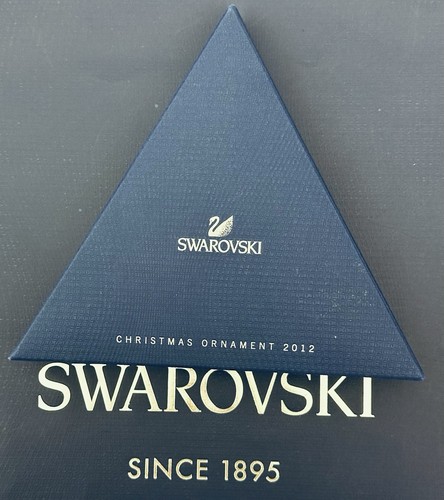 SWAROVSKI
CHRISTMAS ORNAMENT 2012
SWAROVSKI
SINCE 1895